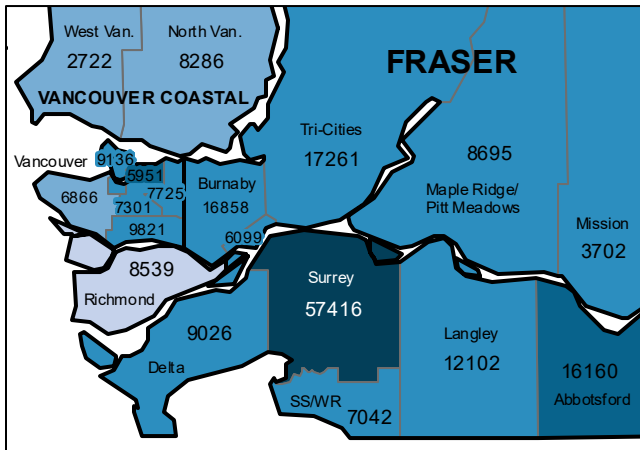 West Van.
2722
North Van.
8286
VANCOUVER COASTAL
FRASER
Tri-Cities
17261
8695
Maple Ridge/
Pitt Meadows
Mission
3702
Vancouver
9136
5951
6866
7725
7301
9821
Burnaby
16858
6099
8539
Richmond
Surrey
57416
9026
Delta
Langley
12102
16160
Abbotsford
SS/WR
7042